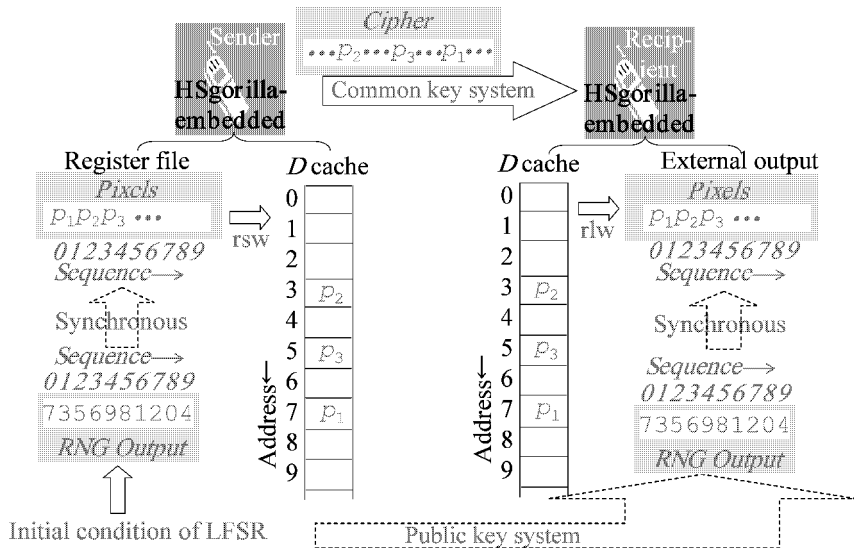 Cipher
•••p2•••p3•••p1•••
Sender
HSgorilla-
embedded
Common key system
Recip-
ient
HSgorilla-
embedded
Register file
Pixels
p1p2p3 •••
0123456789
Sequence→
Synchronous
Sequence→
0123456789
7356981204
RNG Output
Initial condition of LFSR
rsw
D cache
0
1
2
3 p2
4
5 p3
6
7 p1
8
9
Address←
D cache
0
1
2
3 p2
4
5 p3
6
7 p1
8
9
Address←
rlw
External output
Pixels
p1p2p3 •••
0123456789
Sequence→
Synchronous
Sequence→
0123456789
7356981204
RNG Output
Public key system